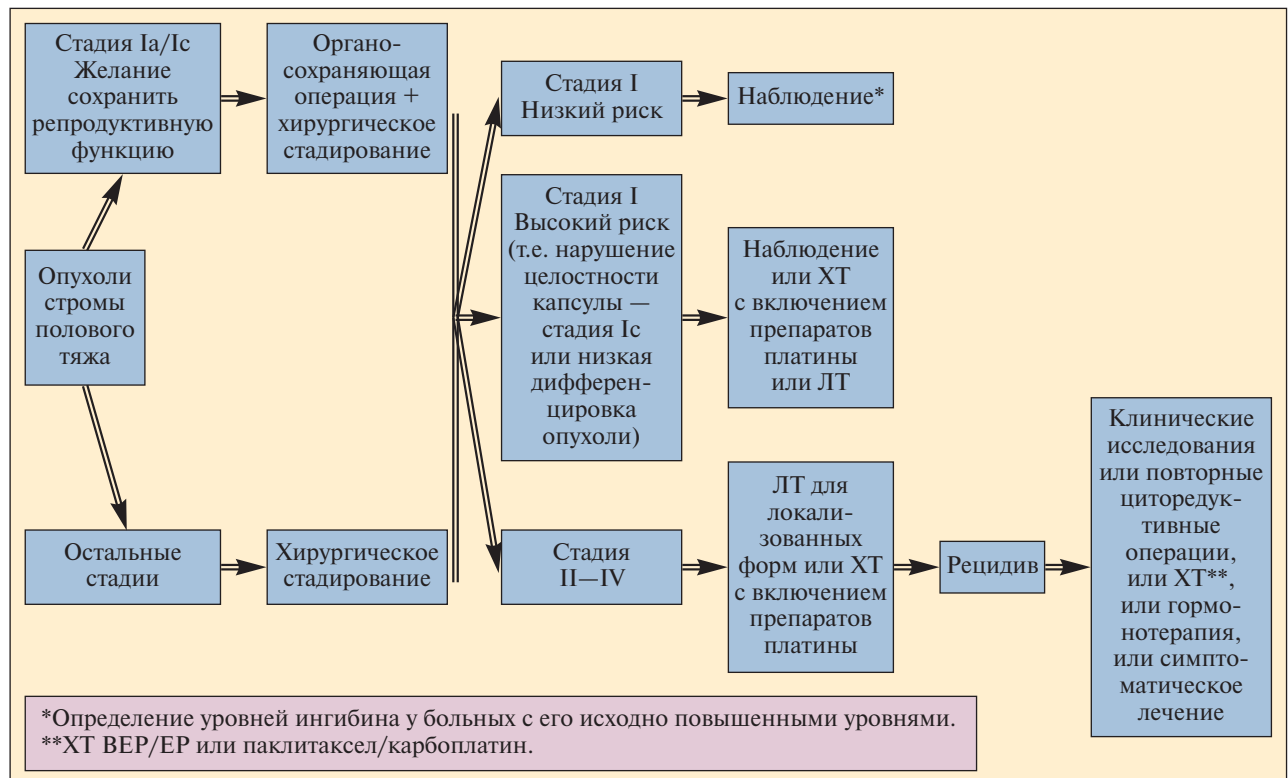 Стадия Ia/Ic
Желание
сохранить
репродуктивную
функцию
Органо-
сохраняющая
операция +
хирургическое
стадирование
Стадия I
Низкий риск
Наблюдение*
Опухоли
стромы
полового
тяжа
Стадия I
Высокий риск
(т.е. нарушение
целостности
капсулы —
стадия Ic
или низкая
дифферен-
цировка
опухоли)
Наблюдение
или ХТ
с включением
препаратов
платины
или ЛТ
Остальные
стадии
Хирургическое
стадирование
Стадия
II—IV
ЛТ для
локали-
зованных
форм или ХТ
с включением
препаратов
платины
Рецидив
Клинические
исследования
или повторные
циторедук-
тивные
операции,
или ХТ**,
или гормо-
нотерапия,
или симпто-
матическое
лечение
*Определение уровней ингибина у больных с его исходно повышенными уровнями.
**ХТ ВЕР/ЕР или паклитаксел/карбоплатин.